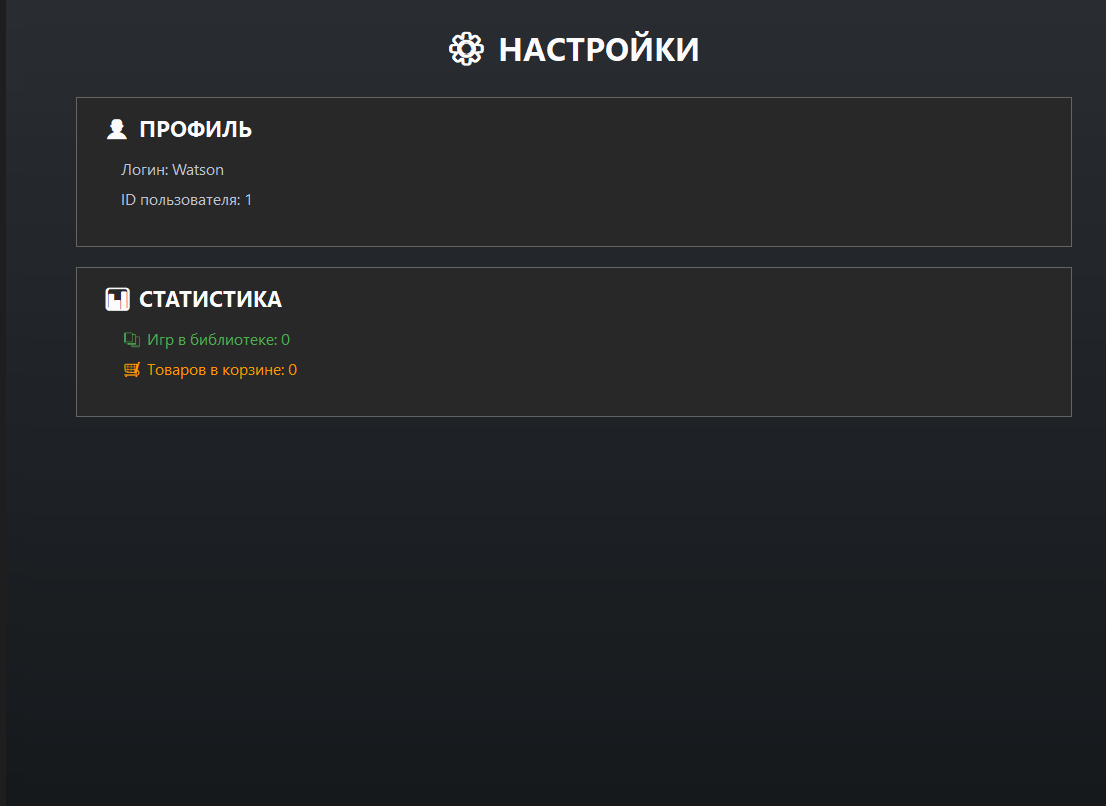 НАСТРОЙКИ
ПРОФИЛЬ
Логин: Watson
ID пользователя: 1
СТАТИСТИКА
Игр в библиотеке: 0
Товаров в корзине: 0